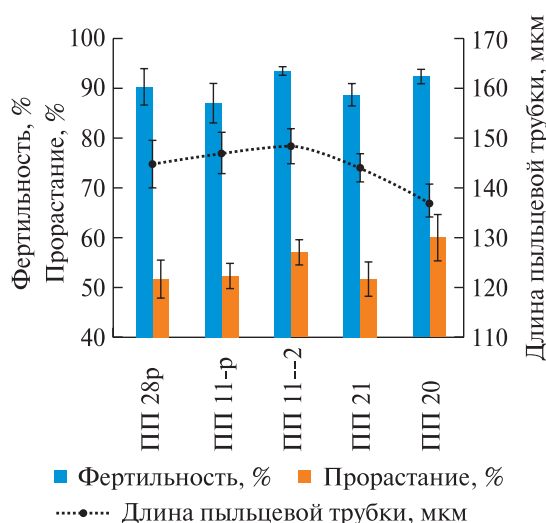 Фертильность, %
Прорастание, %
100
90
80
70
60
50
40
170
160
150
140
130
120
110
Длина пыльцевой трубки, мкм
ПП 28р
ПП 11-р
ПП 11--2
ПП 21
ПП 20
Фертильность, %
Прорастание, %
Длина пыльцевой трубки, мкм